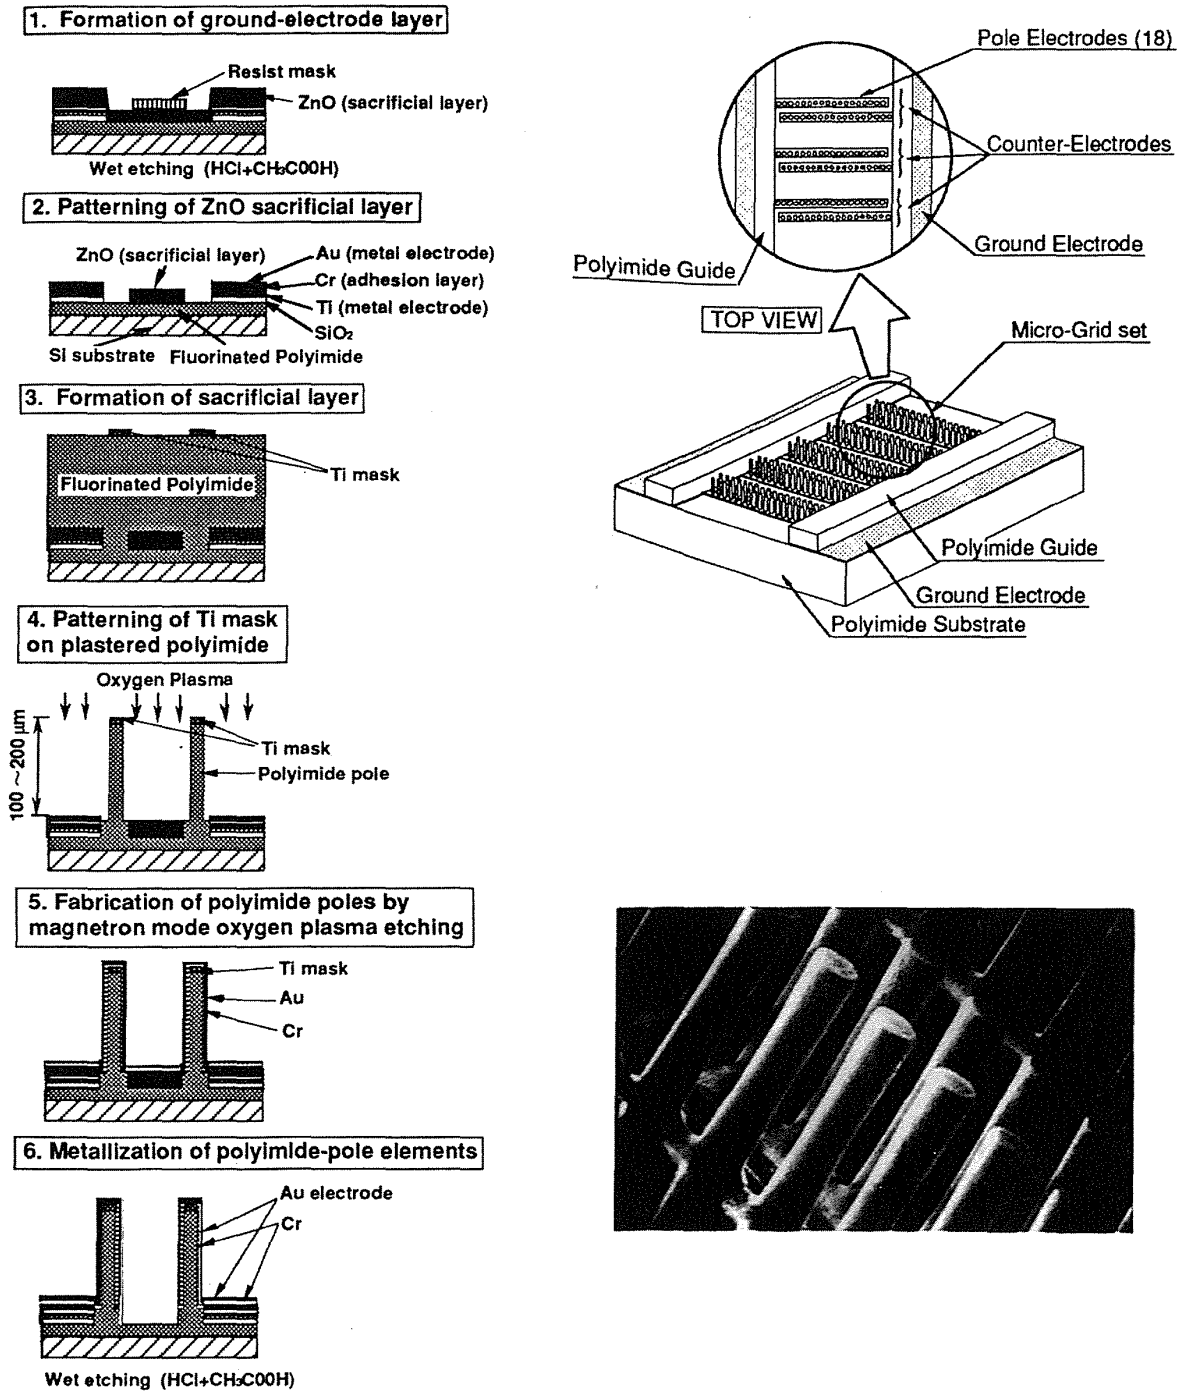 1. Formation of ground-electrode layer
Resist mask
ZnO (sacrificial layer)
Wet etching (HCl+CH₃COOH)
2. Patterning of ZnO sacrificial layer
ZnO (sacrificial layer)
Au (metal electrode)
Cr (adhesion layer)
Ti (metal electrode)
SiO₂
Si substrate Fluorinated Polyimide
3. Formation of sacrificial layer
Fluorinated Polyimide
Ti mask
4. Patterning of Ti mask
on plastered polyimide
Oxygen Plasma
100 ~200 μm
Ti mask
Polyimide pole
5. Fabrication of polyimide poles by
magnetron mode oxygen plasma etching
Ti mask
Au
Cr
6. Metallization of polyimide-pole elements
Au electrode
Cr
Wet etching (HCl+CH₃COOH)
Pole Electrodes (18)
Counter-Electrodes
Ground Electrode
Polyimide Guide
TOP VIEW
Micro-Grid set
Polyimide Guide
Ground Electrode
Polyimide Substrate